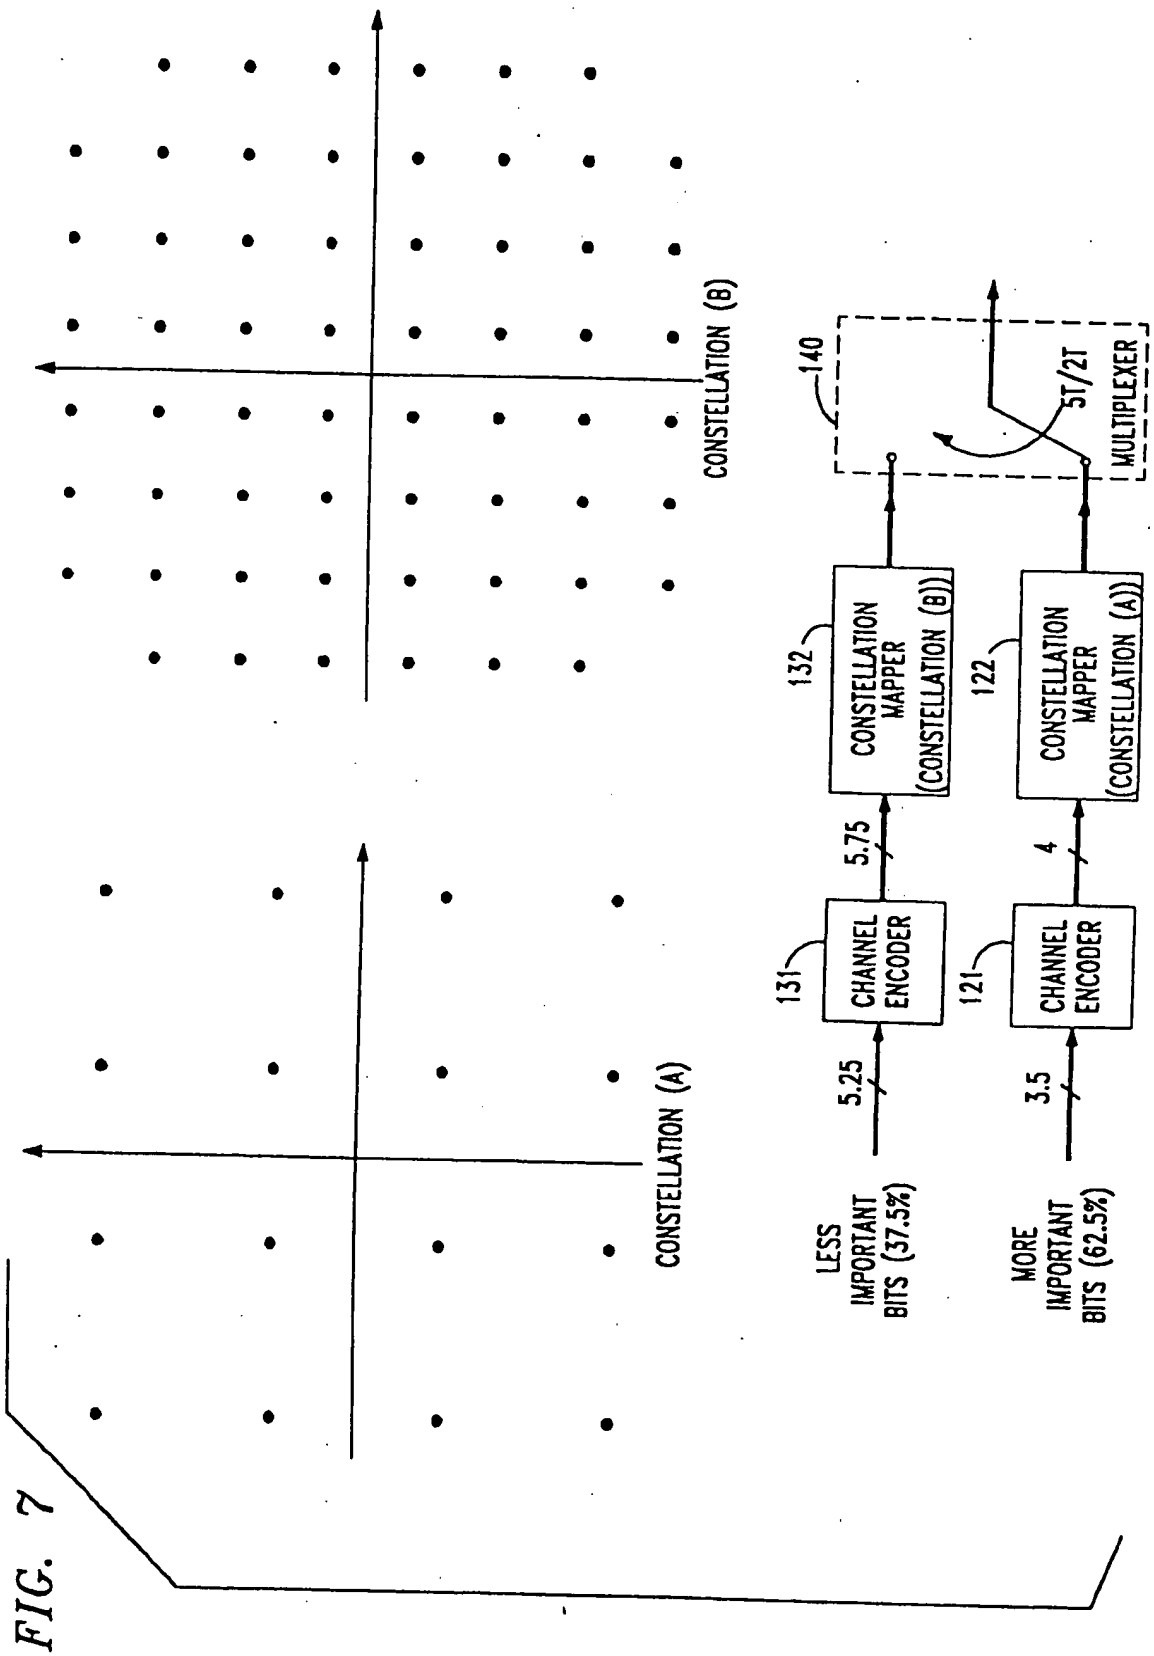 FIG. 7
CONSTELLATION (A)
CONSTELLATION (B)
LESS
IMPORTANT
BITS (37.5%)
5.25
131
CHANNEL
ENCODER
5.75
132
CONSTELLATION
MAPPER
(CONSTELLATION (B))
140
MORE
IMPORTANT
BITS (62.5%)
3.5
121
CHANNEL
ENCODER
4
122
CONSTELLATION
MAPPER
(CONSTELLATION (A))
5T/2T
MULTIPLEXER